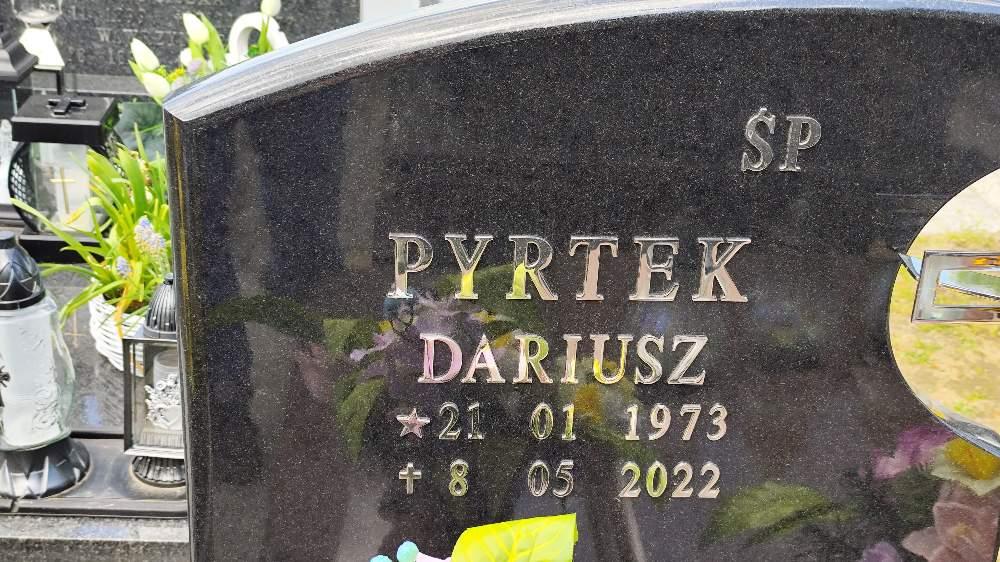 ŚP
PYRTEK
DARIUSZ
★ 21 01 1973
✝ 8 05 2022